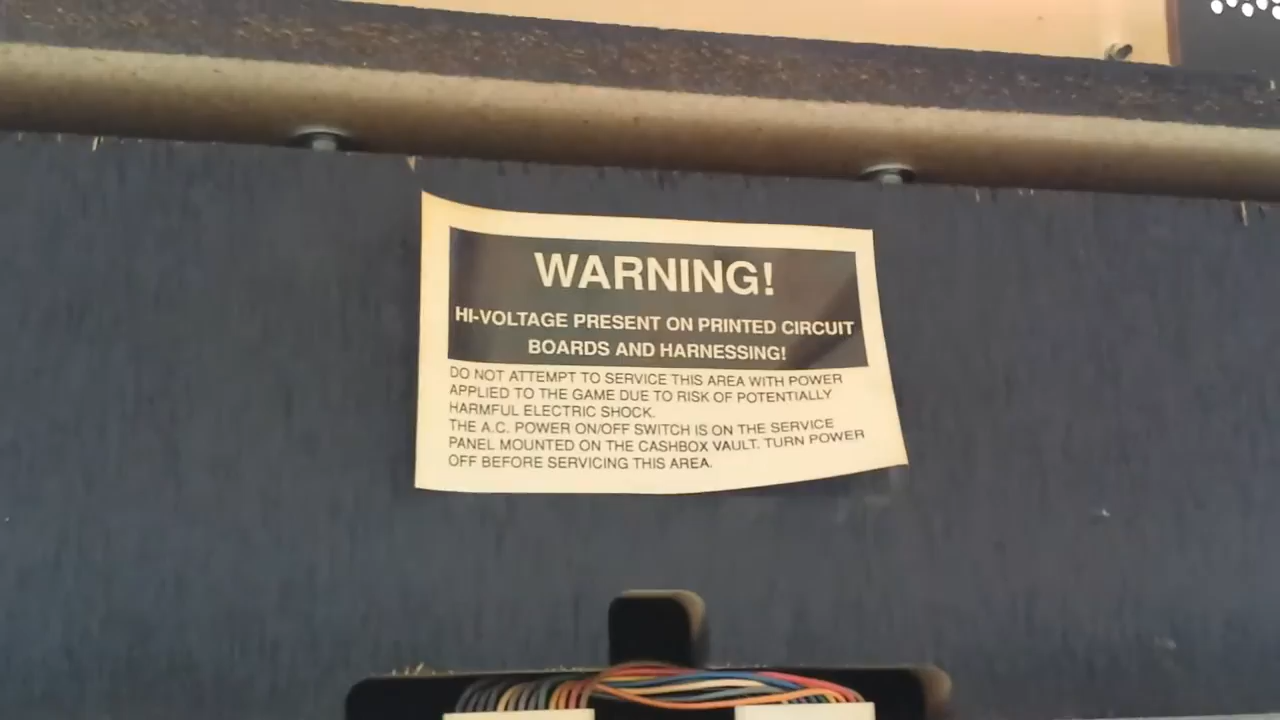 WARNING!
HI-VOLTAGE PRESENT ON PRINTED CIRCUIT
BOARDS AND HARNESSING!
DO NOT ATTEMPT TO SERVICE THIS AREA WITH POWER
APPLIED TO THE GAME DUE TO RISK OF POTENTIALLY
HARMFUL ELECTRIC SHOCK.
THE A.C. POWER ON/OFF SWITCH IS ON THE SERVICE
PANEL MOUNTED ON THE CASHBOX VAULT. TURN POWER
OFF BEFORE SERVICING THIS AREA.